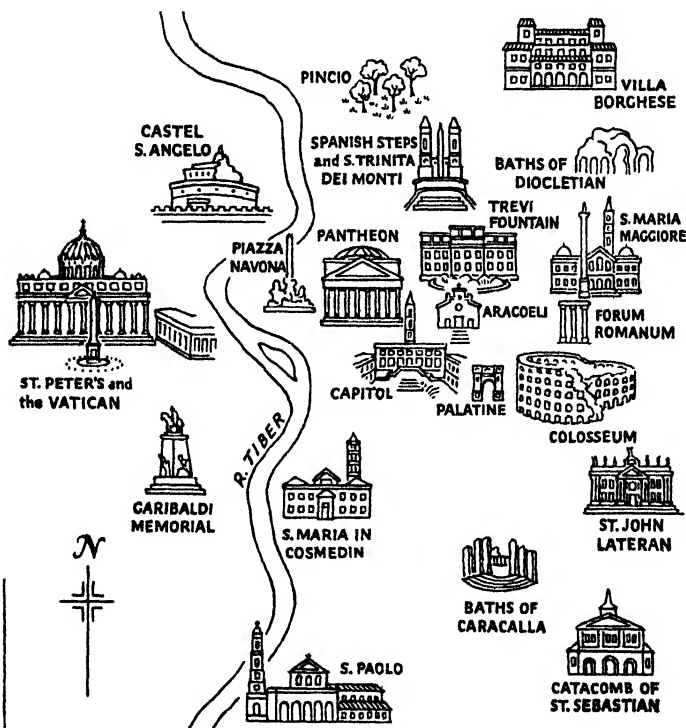 PINCIO
VILLA
BORGHESE
CASTEL
S. ANGELO
SPANISH STEPS
and S. TRINITA
DEI MONTI
BATHS OF
DIOCLETIAN
TREVI
FOUNTAIN
S. MARIA
MAGGIORE
PIAZZA
NAVONA
PANTHEON
ARACOELI
FORUM
ROMANUM
ST. PETER'S and
the VATICAN
CAPITOL
PALATINE
COLOSSEUM
R. TIBER
GARIBALDI
MEMORIAL
S. MARIA IN
COSMEDIN
ST. JOHN
LATERAN
N
BATHS OF
CARACALLA
S. PAOLO
CATACOMB OF
ST. SEBASTIAN